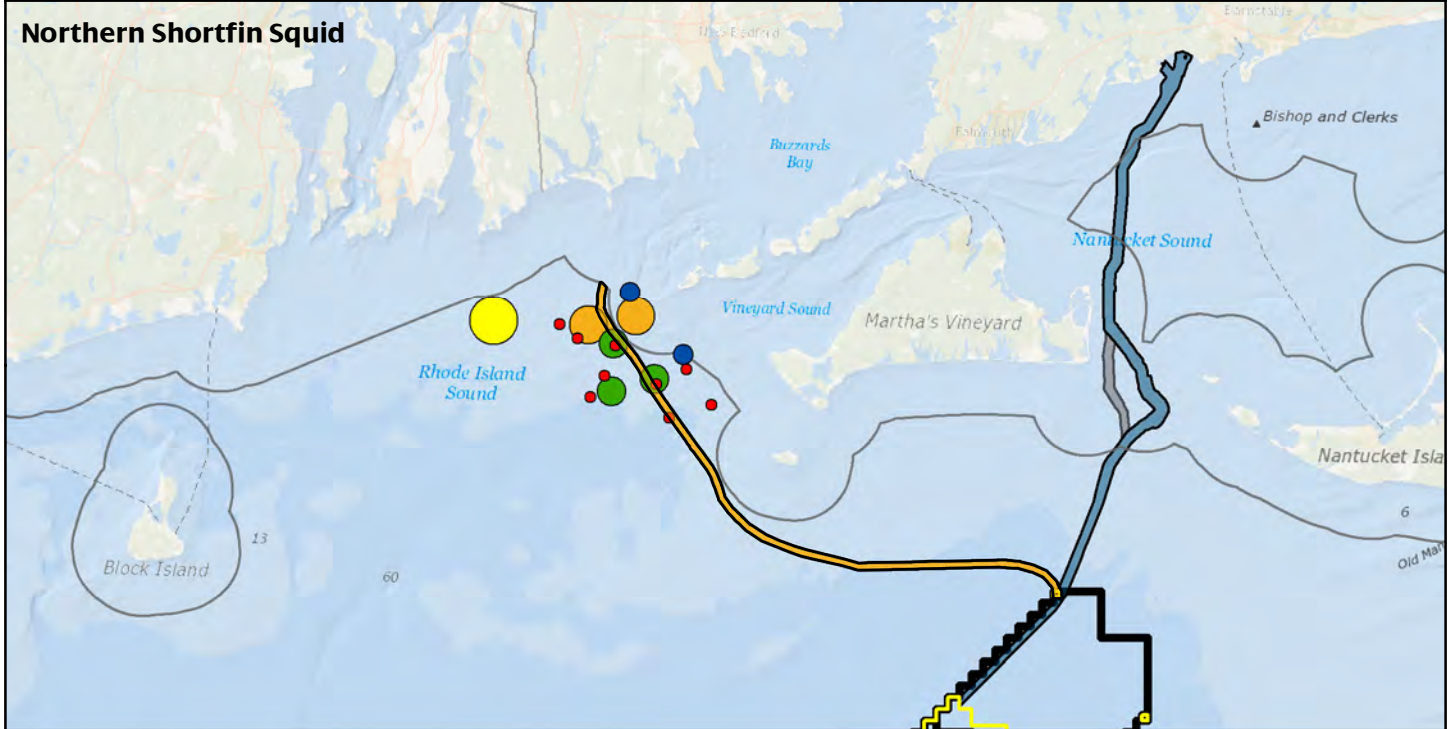 Northern Shortfin Squid
Bishop and Clerks
Buzzards
Bay
Nantucket Sound
Vineyard Sound
Martha's Vineyard
Rhode Island
Sound
Nantucket Isla
6
13
Old Man
Block Island
60